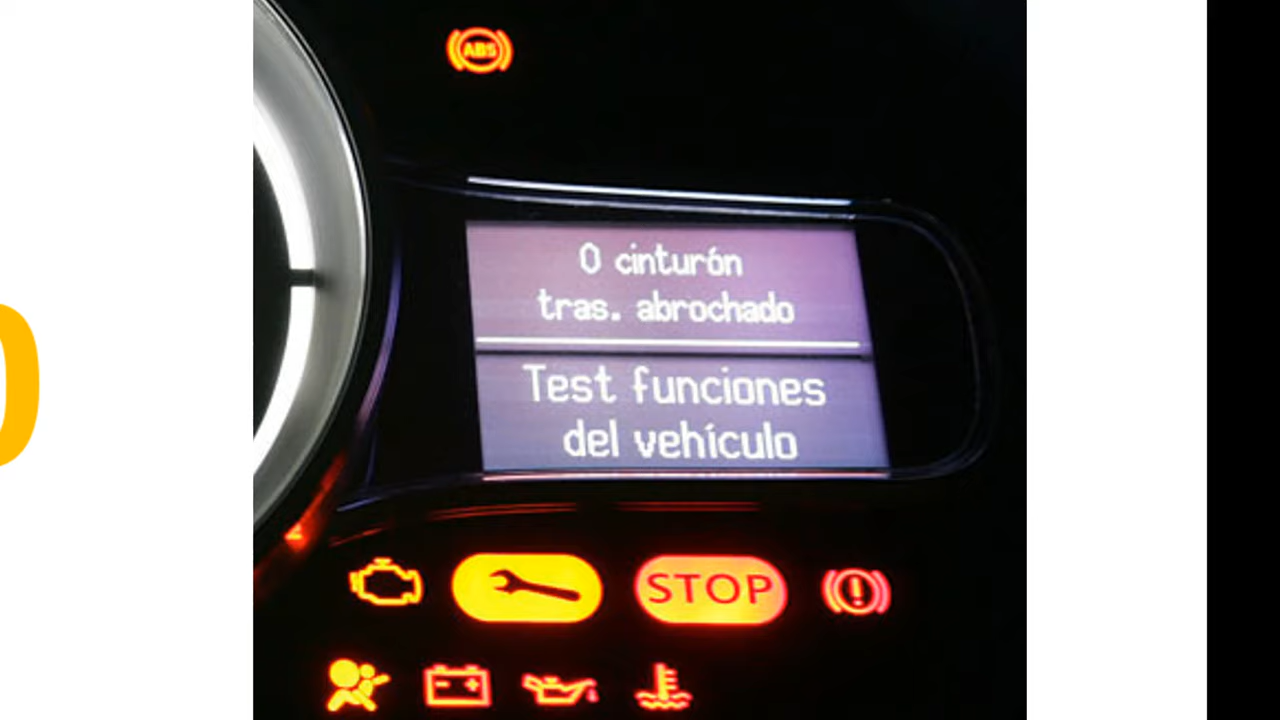 ABS
0 cinturón
tras. abrochado
Test funciones
del vehículo
STOP